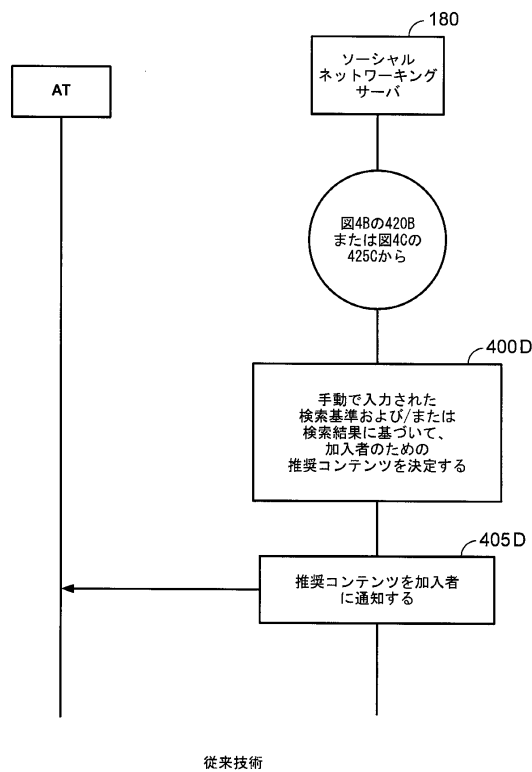 180
AT
ソーシャル
ネットワーキング
サーバ
図4Bの420B
または図4Cの
425Cから
400D
手動で入力された
検索基準および/または
検索結果に基づいて、
加入者のための
推奨コンテンツを決定する
405D
推奨コンテンツを加入者
に通知する
従来技術